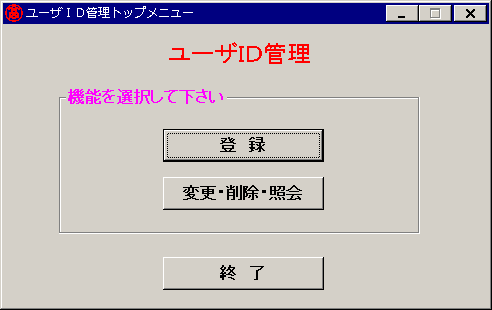 ユーザＩＤ管理トップメニュー
ユーザID管理
機能を選択して下さい
登 録
変更・削除・照会
終 了